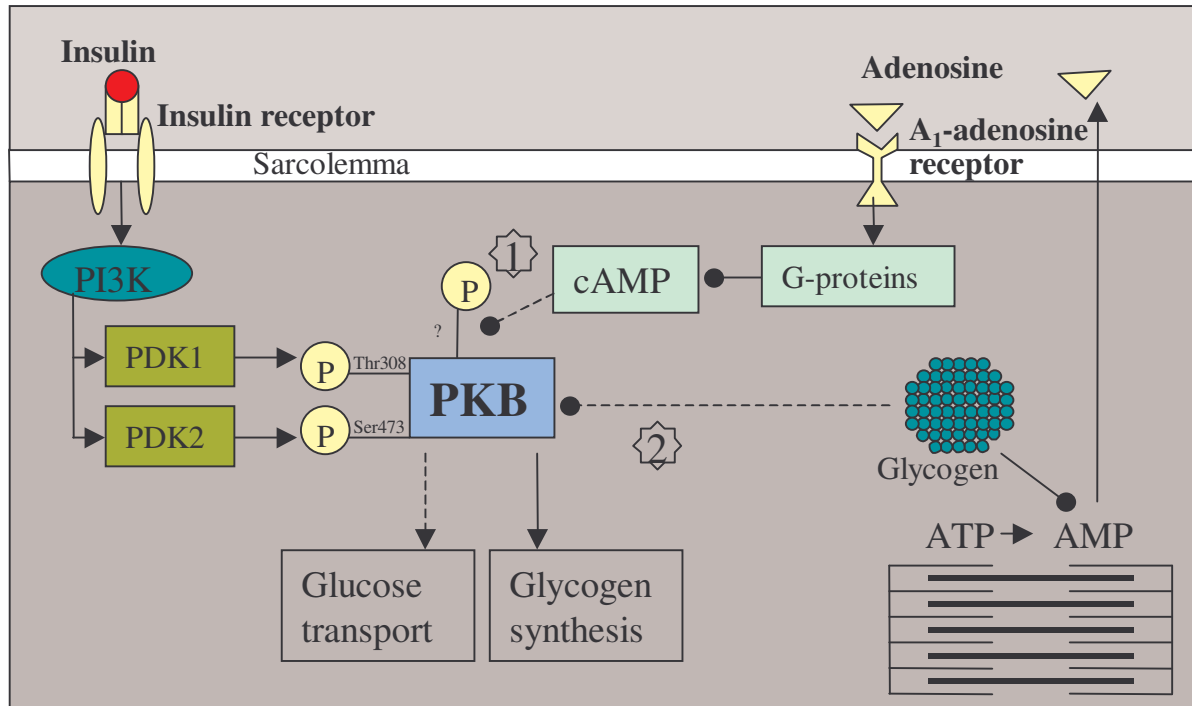 Insulin
Insulin receptor
Adenosine
A₁-adenosine
receptor
Sarcolemma
PI3K
P
1
cAMP
G-proteins
?
PDK1
P
Thr308
PKB
PDK2
P
Ser473
2
Glycogen
ATP
AMP
Glucose
transport
Glycogen
synthesis